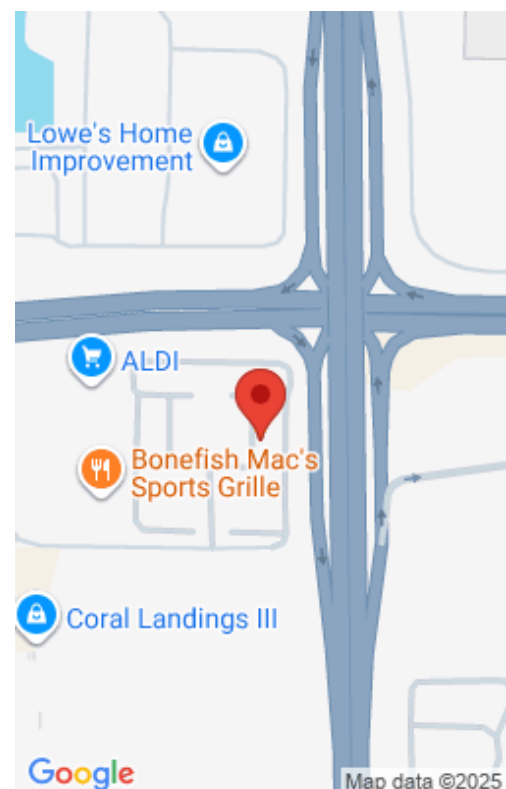 Lowe's Home
Improvement
ALDI
Bonefish Mac's
Sports Grille
Coral Landings III
Google
Map data ©2025